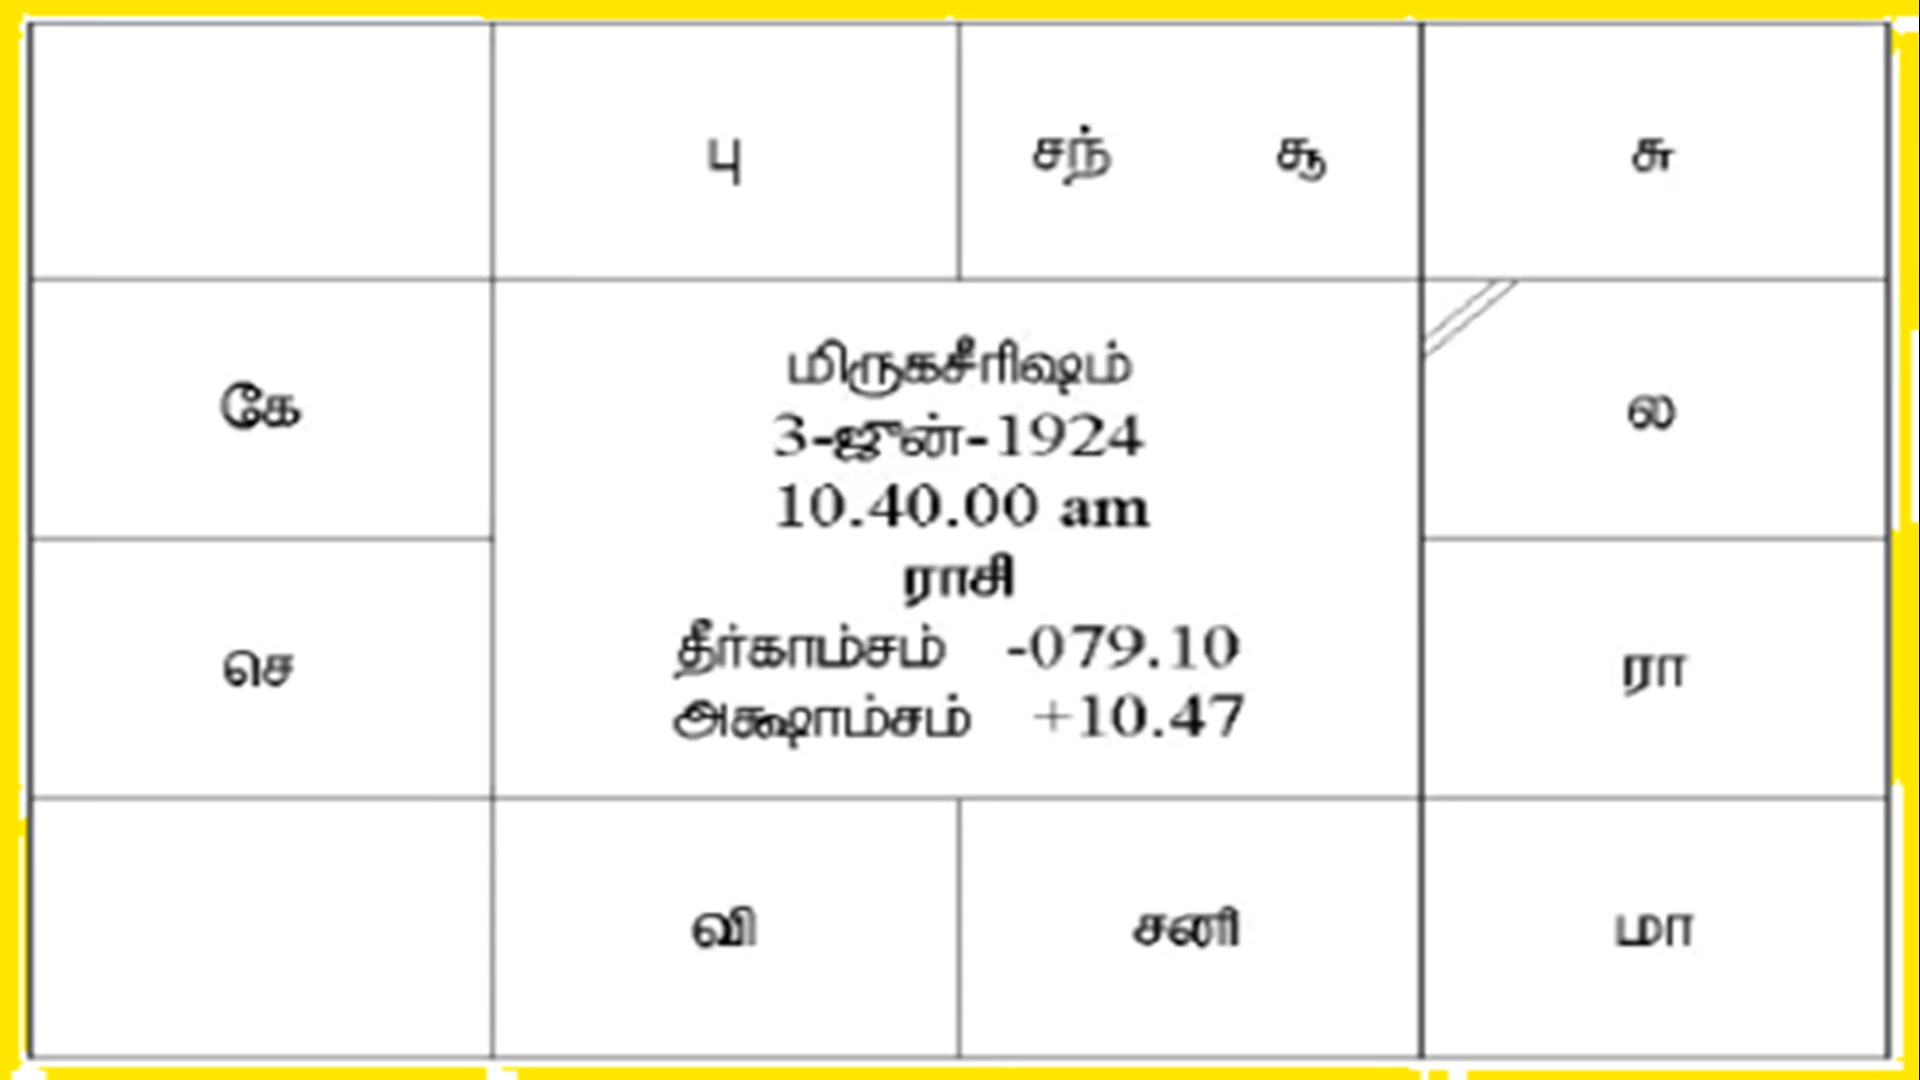 பு
சந் சூ
சு
கே
மிருகசீரிஷம்
3-ஜுன்-1924
10.40.00 am
ராசி
தீர்காம்சம் -079.10
அக்ஷாம்சம் +10.47
ல
செ
ரா
வி
சனி
மா